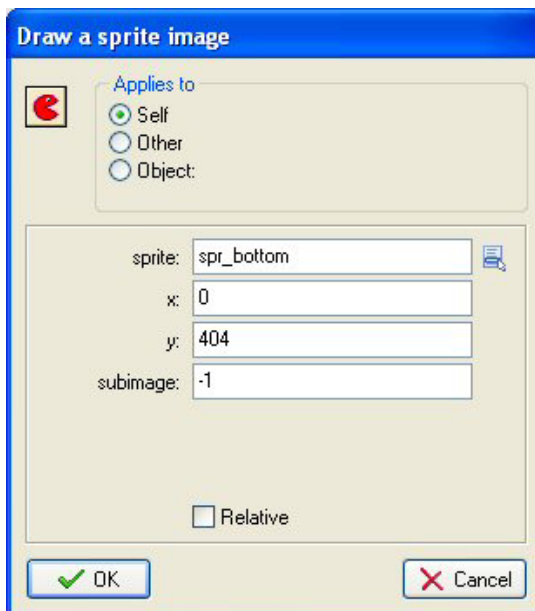 Draw a sprite image
Applies to
Self
Other
Object:
sprite: spr_bottom
x: 0
y: 404
subimage: -1
Relative
OK Cancel